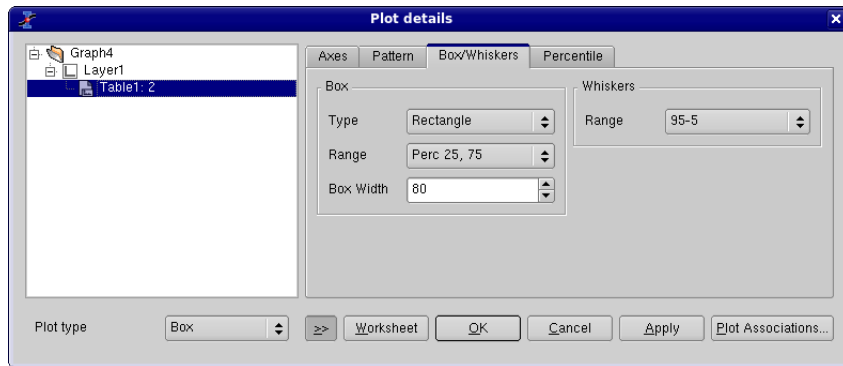 Plot details
Graph4
Layer1
Table1: 2
Axes Pattern Box/Whiskers Percentile
Box
Type Rectangle
Range Perc 25, 75
Box Width 80
Whiskers
Range 95-5
Plot type Box >> Worksheet OK Cancel Apply Plot Associations...